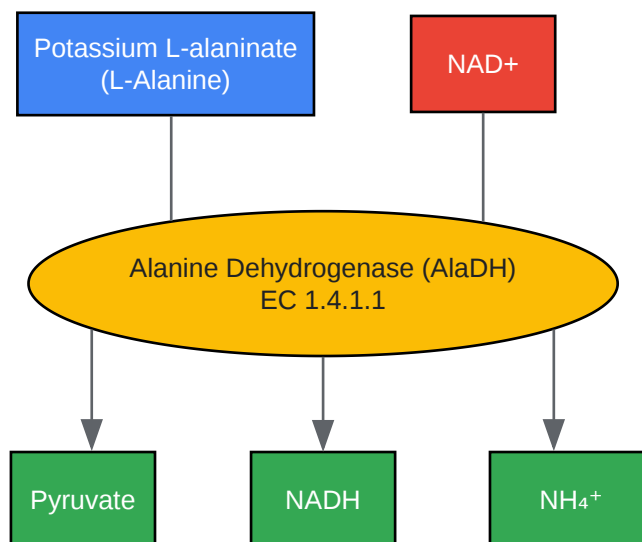 Potassium L-alaninate
(L-Alanine)
NAD+
Alanine Dehydrogenase (AlaDH)
EC 1.4.1.1
Pyruvate
NADH
NH₄⁺